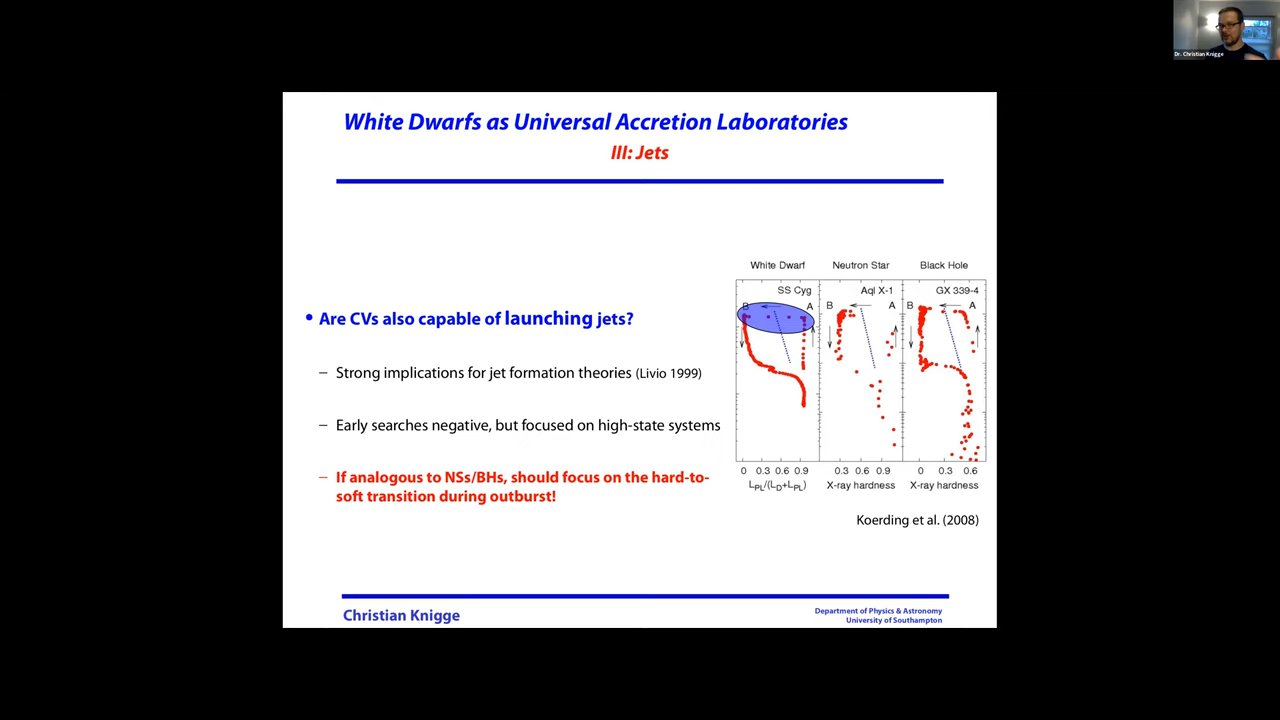 Dr. Christian Knigge
White Dwarfs as Universal Accretion Laboratories
III: Jets
• Are CVs also capable of launching jets?
– Strong implications for jet formation theories (Livio 1999)
– Early searches negative, but focused on high-state systems
– If analogous to NSs/BHs, should focus on the hard-to-
soft transition during outburst!
White Dwarf Neutron Star Black Hole
SS Cyg Aql X-1 GX 339-4
B A B A B A
0 0.3 0.6 0.9 0.3 0.6 0.9 0 0.3 0.6
LPL/(LD+LPL) X-ray hardness X-ray hardness
Koerding et al. (2008)
Christian Knigge
Department of Physics & Astronomy
University of Southampton